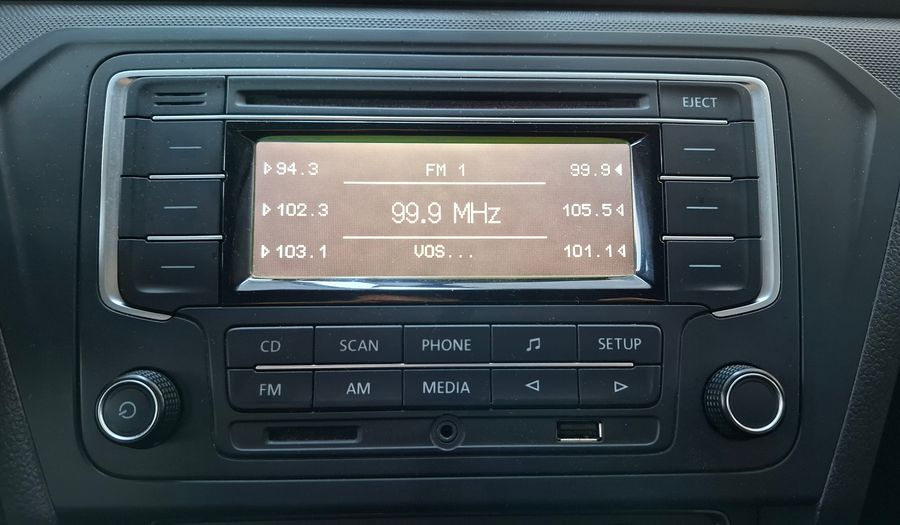 EJECT
94.3 FM 1 99.9
102.3 99.9 MHz 105.5
103.1 VOS... 101.1
CD SCAN PHONE SETUP
FM AM MEDIA